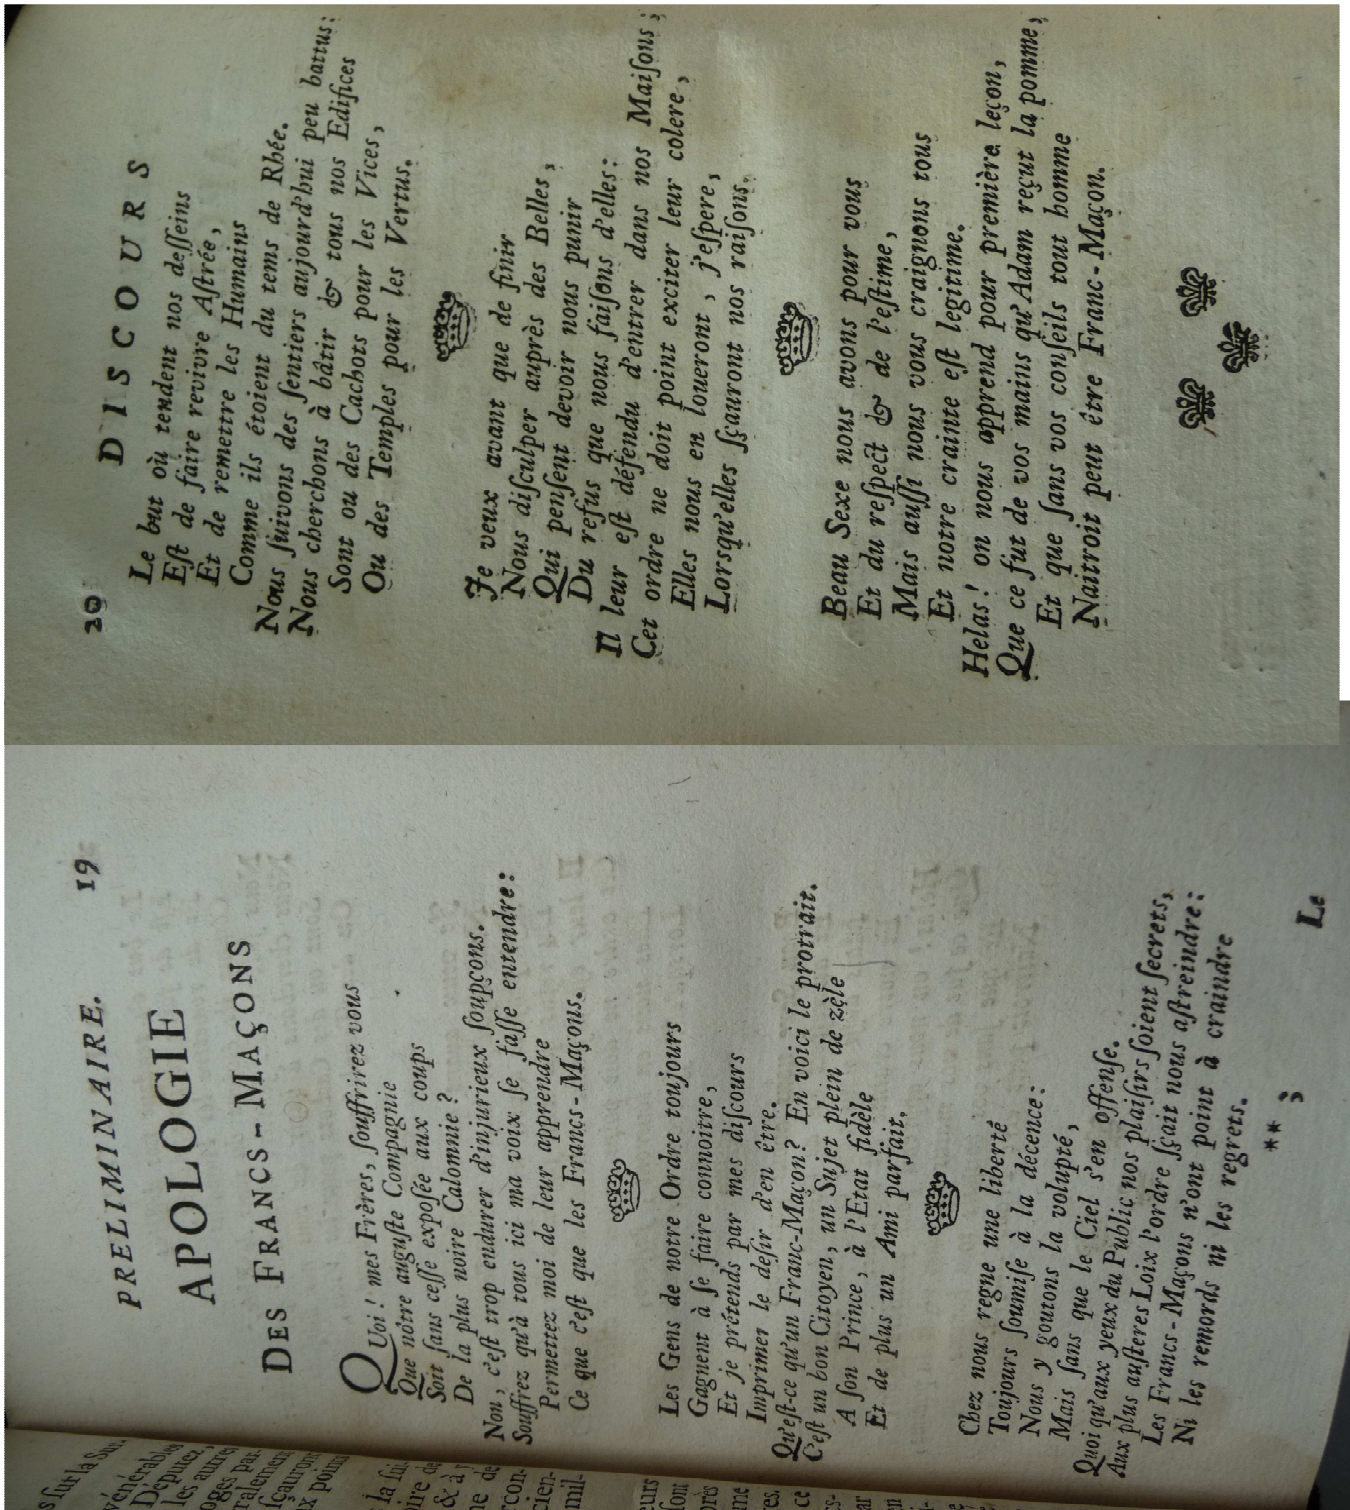 PRELIMINAIRE. 19
APOLOGIE
DES FRANCS-MAÇONS
QUoi! mes Frères, ſouffrirez vous
Que nôtre auguſte Compagnie
Soit ſans ceſſe expoſée aux coups
De la plus noire Calomnie?
Non, c'eſt trop endurer d'injurieux ſoupçons.
Souffrez qu'à tous ici ma voix ſe faſſe entendre:
Permettez moi de leur apprendre
Ce que c'eſt que les Francs-Maçons.
Les Gens de notre Ordre toujours
Gagnent à ſe faire connoitre,
Et je prétends par mes diſcours
Imprimer le deſir d'en être.
Qu'eſt-ce qu'un Franc-Maçon? En voici le protrait.
C'eſt un bon Citoyen, un Sujet plein de zèle
A ſon Prince, à l'Etat fidèle
Et de plus un Ami parfait.
Chez nous regne une liberté
Toujours ſoumiſe à la décence:
Nous y goutons la volupté,
Mais ſans que le Ciel s'en offenſe.
Quoi qu'aux yeux du Public nos plaiſirs ſoient ſecrets,
Aux plus auſteres Loix l'ordre ſçait nous aſtreindre:
Les Francs-Maçons n'ont point à craindre
Ni les remords ni les regrets.
** 3
Le
20 DISCOURS
Le but où tendent nos deſſeins
Eſt de faire revivre Aſtrée,
Et de remettre les Humains
Comme ils étoient du tems de Rhée.
Nous ſuivons des ſentiers aujourd'hui peu battus:
Nous cherchons à bâtir & tous nos Edifices
Sont ou des Cachots pour les Vices,
Ou des Temples pour les Vertus.
Je veux avant que de finir
Nous diſculper auprès des Belles,
Qui penſent devoir nous punir
Du refus que nous faiſons d'elles:
Il leur eſt défendu d'entrer dans nos Maiſons;
Cet ordre ne doit point exciter leur colere,
Elles nous en loueront, j'eſpere,
Lorsqu'elles ſçauront nos raiſons.
Beau Sexe nous avons pour vous
Et du reſpect & de l'eſtime,
Mais auſſi nous vous craignons tous
Et notre crainte eſt legitime.
Helas! on nous apprend pour première leçon,
Que ce fut de vos mains qu'Adam reçut la pomme,
Et que ſans vos conſeils tout homme
Naitroit peut être Franc-Maçon.